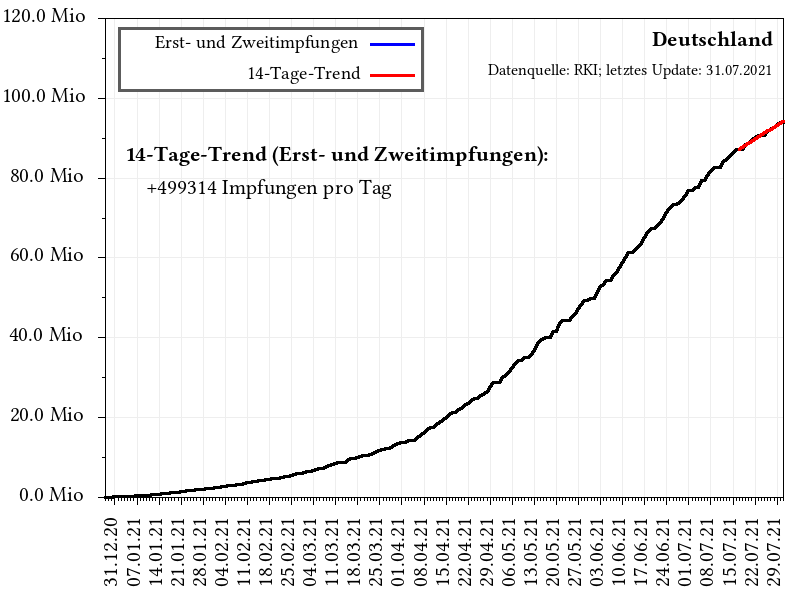 120.0 Mio
100.0 Mio
80.0 Mio
60.0 Mio
40.0 Mio
20.0 Mio
0.0 Mio
Erst- und Zweitimpfungen
14-Tage-Trend
Deutschland
Datenquelle: RKI; letztes Update: 31.07.2021
14-Tage-Trend (Erst- und Zweitimpfungen):
+499314 Impfungen pro Tag
31.12.20
07.01.21
14.01.21
21.01.21
28.01.21
04.02.21
11.02.21
18.02.21
25.02.21
04.03.21
11.03.21
18.03.21
25.03.21
01.04.21
08.04.21
15.04.21
22.04.21
29.04.21
06.05.21
13.05.21
20.05.21
27.05.21
03.06.21
10.06.21
17.06.21
24.06.21
01.07.21
08.07.21
15.07.21
22.07.21
29.07.21